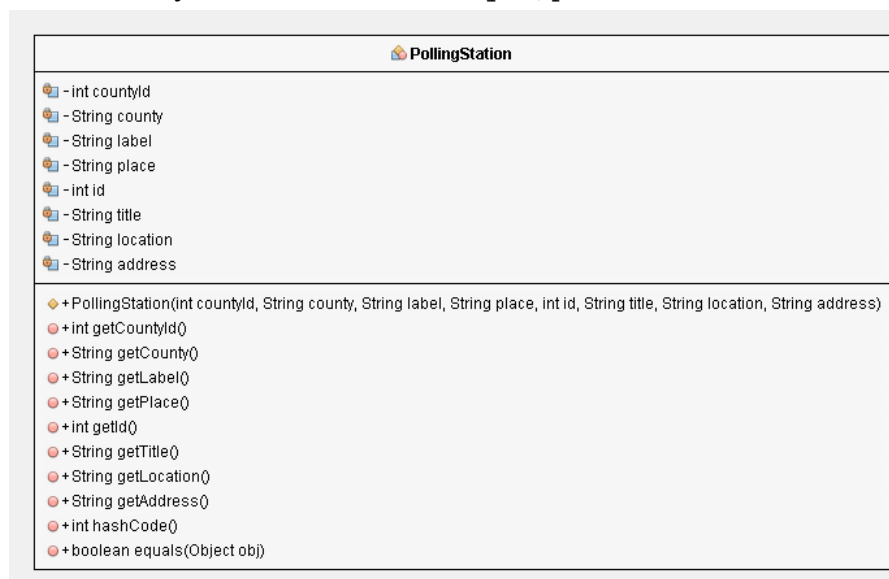 PollingStation
- int countyId
- String county
- String label
- String place
- int id
- String title
- String location
- String address
+ PollingStation(int countyId, String county, String label, String place, int id, String title, String location, String address)
+ int getCountyId()
+ String getCounty()
+ String getLabel()
+ String getPlace()
+ int getId()
+ String getTitle()
+ String getLocation()
+ String getAddress()
+ int hashCode()
+ boolean equals(Object obj)